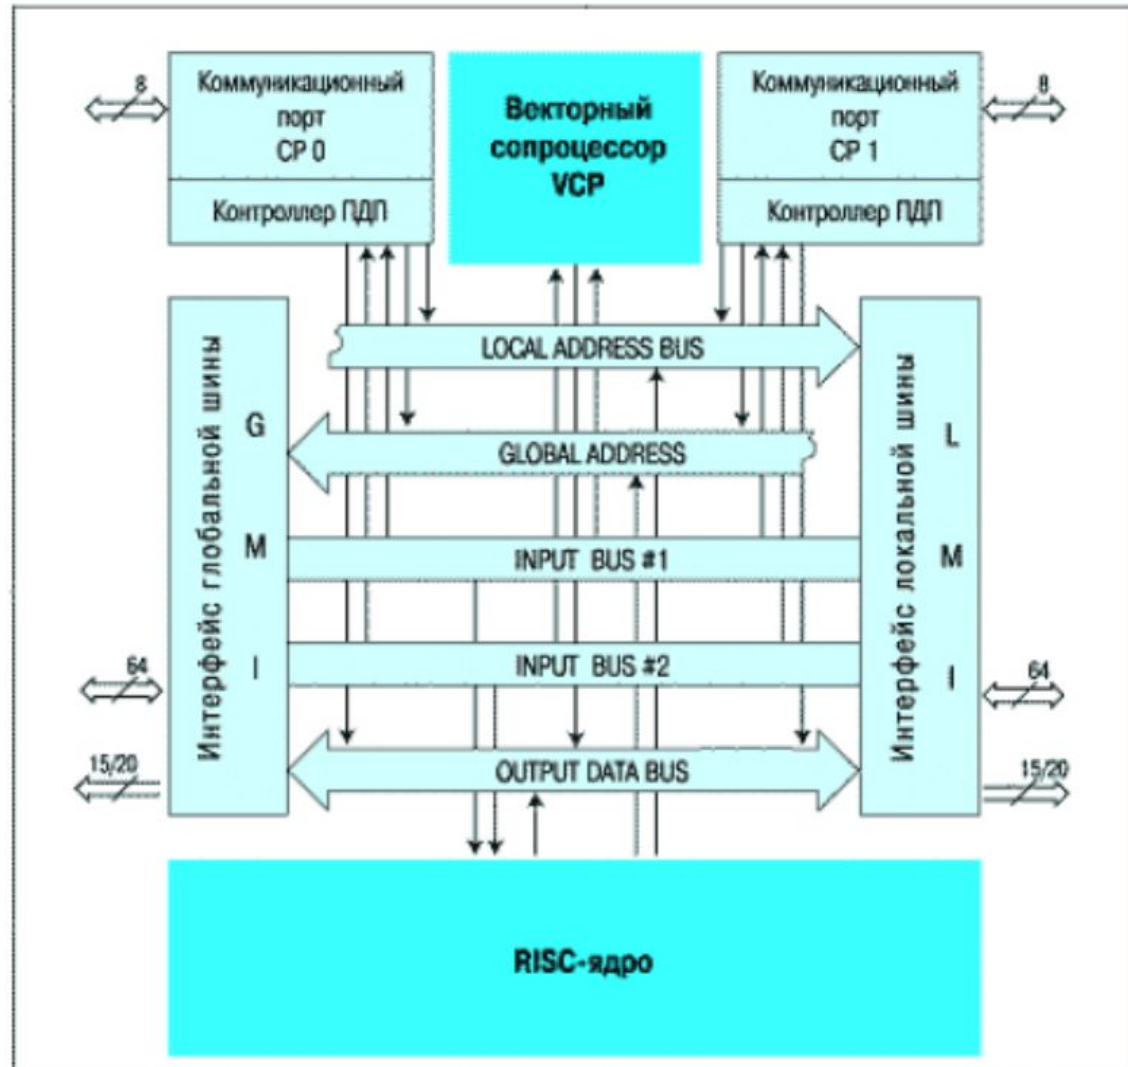 8
Коммуникационный
порт
CP 0
Контроллер ПДП
Векторный
сопроцессор
VCP
Коммуникационный
порт
CP 1
Контроллер ПДП
8
Интерфейс глобальной шины
G
M
I
LOCAL ADDRESS BUS
GLOBAL ADDRESS
INPUT BUS #1
INPUT BUS #2
OUTPUT DATA BUS
Интерфейс локальной шины
L
M
I
64
15/20
64
15/20
RISC-ядро